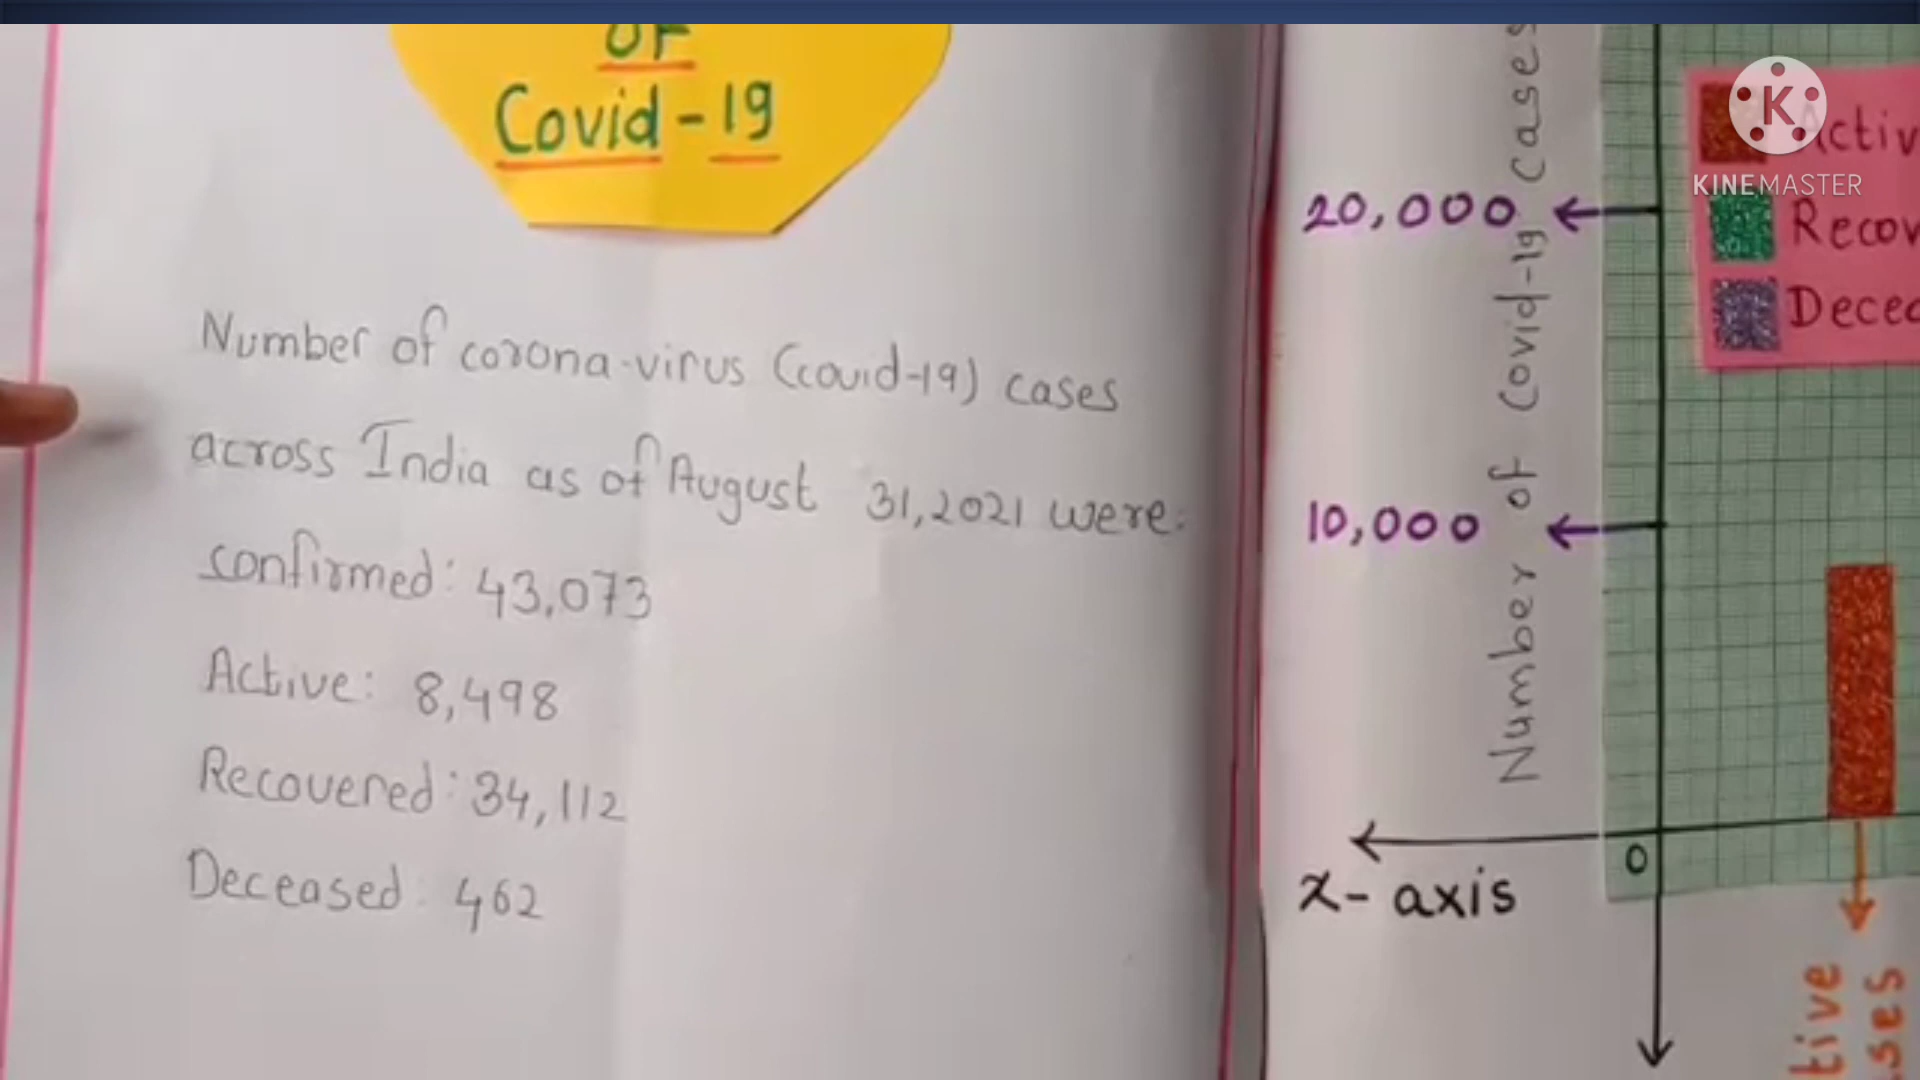 OF
Covid-19
Number of corona-virus (covid-19) cases
across India as of August 31,2021 were:
confirmed: 43,073
Active: 8,498
Recovered: 34,112
Deceased: 462
Number of Covid-19 cases
20,000
10,000
0
x- axis
KINEMASTER